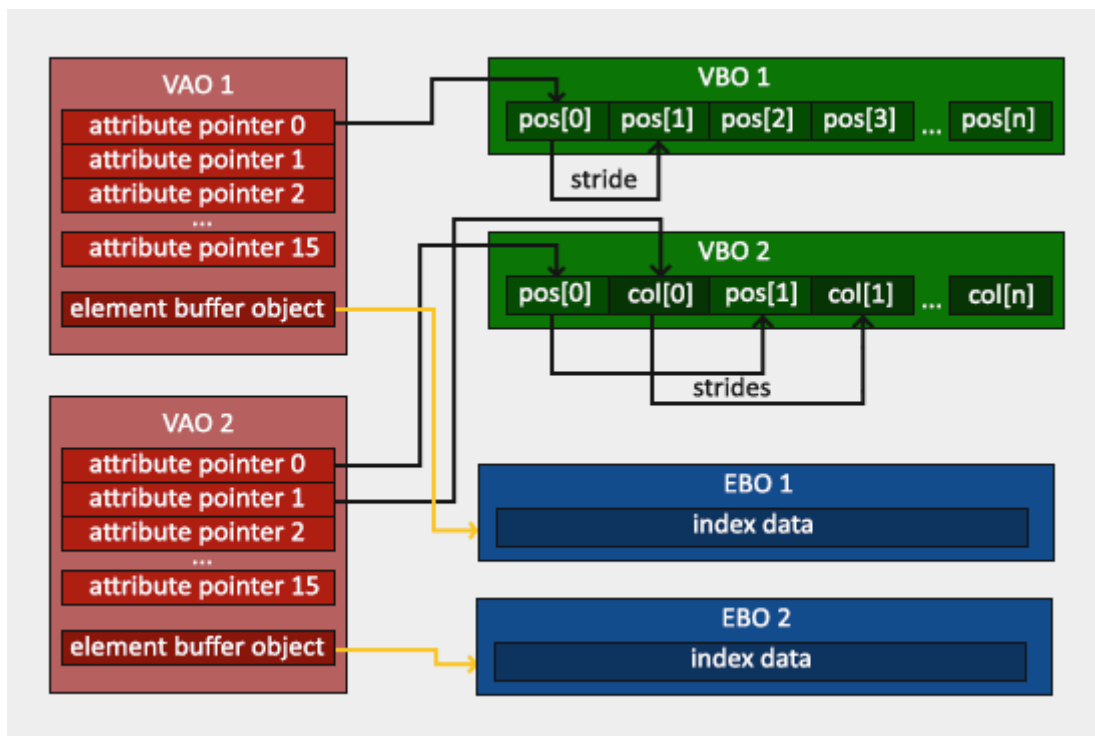 VAO 1
attribute pointer 0
attribute pointer 1
attribute pointer 2
...
attribute pointer 15
element buffer object
VBO 1
pos[0] pos[1] pos[2] pos[3] ... pos[n]
stride
VBO 2
pos[0] col[0] pos[1] col[1] ... col[n]
strides
VAO 2
attribute pointer 0
attribute pointer 1
attribute pointer 2
...
attribute pointer 15
element buffer object
EBO 1
index data
EBO 2
index data